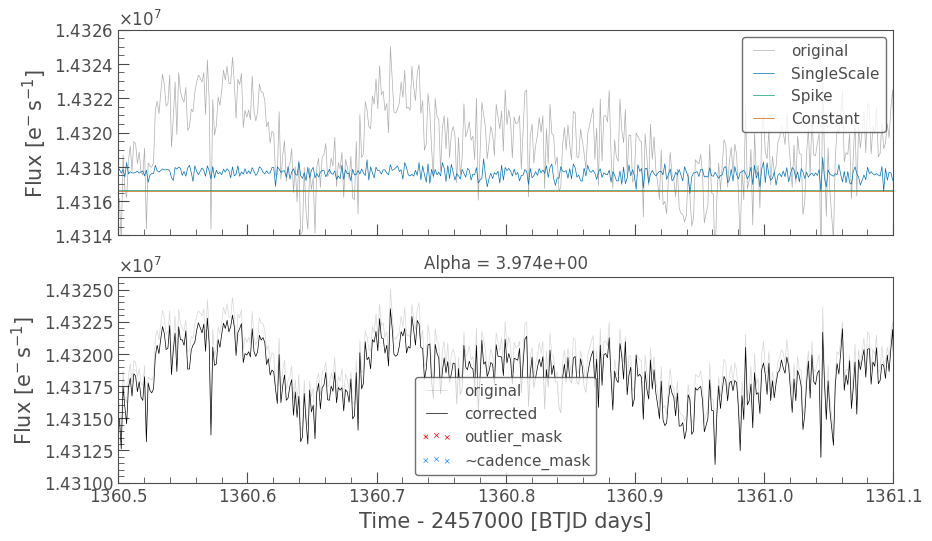 ×10⁷
1.4326
1.4324
1.4322
1.4320
1.4318
1.4316
1.4314
Flux [e⁻ s⁻¹]
original
SingleScale
Spike
Constant
Alpha = 3.974e+00
×10⁷
1.43250
1.43225
1.43200
1.43175
1.43150
1.43125
1.43100
Flux [e⁻ s⁻¹]
original
corrected
outlier_mask
~cadence_mask
1360.5 1360.6 1360.7 1360.8 1360.9 1361.0 1361.1
Time - 2457000 [BTJD days]